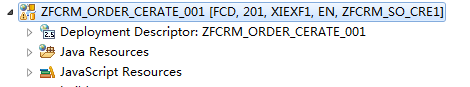 ZFCRM_ORDER_CERATE_001 [FCD, 201, XIEXF1, EN, ZFCRM_SO_CRE1]
Deployment Descriptor: ZFCRM_ORDER_CERATE_001
Java Resources
JavaScript Resources